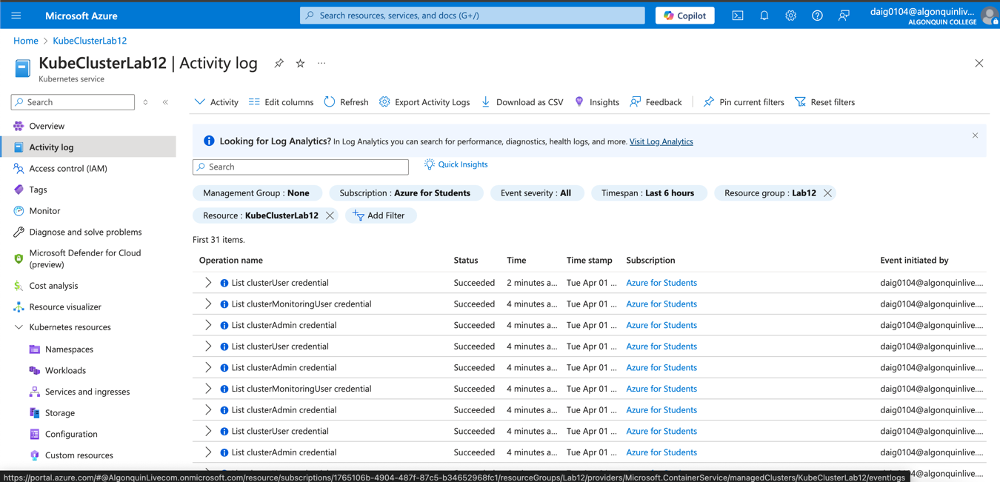 Microsoft Azure
Search resources, services, and docs (G+/)
Copilot
daig0104@algonquinliv...
ALGONQUIN COLLEGE
Home > KubeClusterLab12
KubeClusterLab12 | Activity log
Kubernetes service
Search
Activity Edit columns Refresh Export Activity Logs Download as CSV Insights Feedback Pin current filters Reset filters
Overview
Activity log
Access control (IAM)
Tags
Monitor
Diagnose and solve problems
Microsoft Defender for Cloud
(preview)
Cost analysis
Resource visualizer
Kubernetes resources
Namespaces
Workloads
Services and ingresses
Storage
Configuration
Custom resources
Looking for Log Analytics? In Log Analytics you can search for performance, diagnostics, health logs, and more. Visit Log Analytics
Search
Quick Insights
Management Group : None Subscription : Azure for Students Event severity : All Timespan : Last 6 hours Resource group : Lab12
Resource : KubeClusterLab12 Add Filter
First 31 items.
Operation name Status Time Time stamp Subscription Event initiated by
List clusterUser credential Succeeded 2 minutes a... Tue Apr 01 ... Azure for Students daig0104@algonquinlive....
List clusterMonitoringUser credential Succeeded 4 minutes a... Tue Apr 01 ... Azure for Students daig0104@algonquinlive....
List clusterAdmin credential Succeeded 4 minutes a... Tue Apr 01 ... Azure for Students daig0104@algonquinlive....
List clusterUser credential Succeeded 4 minutes a... Tue Apr 01 ... Azure for Students daig0104@algonquinlive....
List clusterAdmin credential Succeeded 4 minutes a... Tue Apr 01 ... Azure for Students daig0104@algonquinlive....
List clusterMonitoringUser credential Succeeded 4 minutes a... Tue Apr 01 ... Azure for Students daig0104@algonquinlive....
List clusterAdmin credential Succeeded 4 minutes a... Tue Apr 01 ... Azure for Students daig0104@algonquinlive....
List clusterUser credential Succeeded 4 minutes a... Tue Apr 01 ... Azure for Students daig0104@algonquinlive....
List clusterAdmin credential Succeeded 4 minutes a... Tue Apr 01 ... Azure for Students daig0104@algonquinlive....
https://portal.azure.com/#@AlgonquinLivecom.onmicrosoft.com/resource/subscriptions/1765106b-4904-487f-87c5-b34652968fc1/resourceGroups/Lab12/providers/Microsoft.ContainerService/managedClusters/KubeClusterLab12/eventlogs